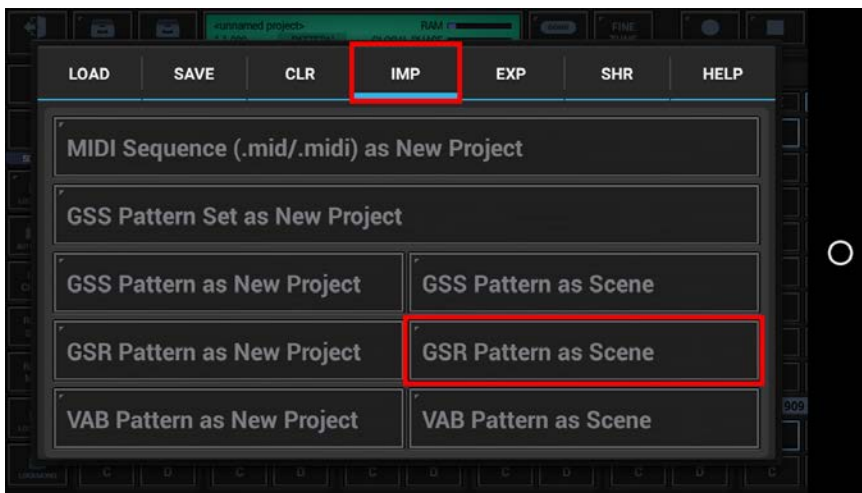 <unnamed project>
RAM
FINE
LOAD
SAVE
CLR
IMP
EXP
SHR
HELP
MIDI Sequence (.mid/.midi) as New Project
GSS Pattern Set as New Project
GSS Pattern as New Project
GSS Pattern as Scene
GSR Pattern as New Project
GSR Pattern as Scene
VAB Pattern as New Project
VAB Pattern as Scene
909
C
D
C
D
C
D
C
D
C
D
C